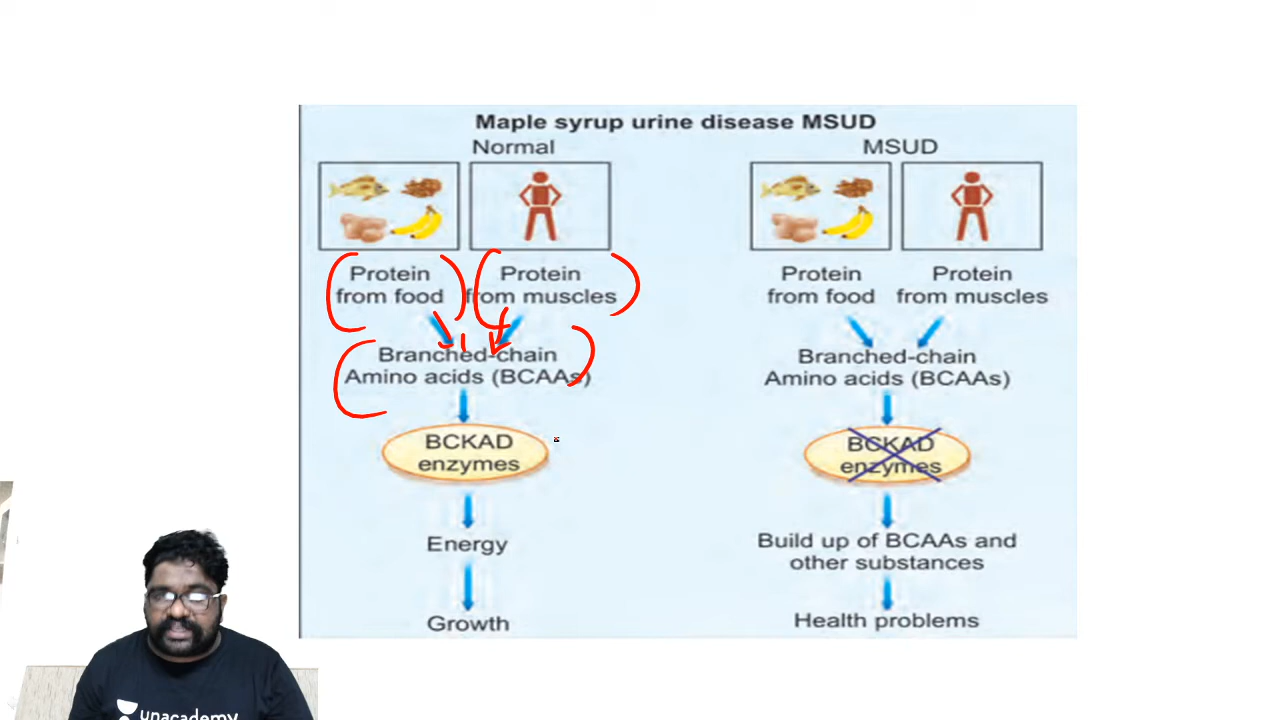 Maple syrup urine disease MSUD
Normal
MSUD
Protein
from food
Protein
from muscles
Protein
from food
Protein
from muscles
Branched-chain
Amino acids (BCAAs)
Branched-chain
Amino acids (BCAAs)
BCKAD
enzymes
BCKAD
enzymes
Energy
Build up of BCAAs and
other substances
Growth
Health problems
unacademy